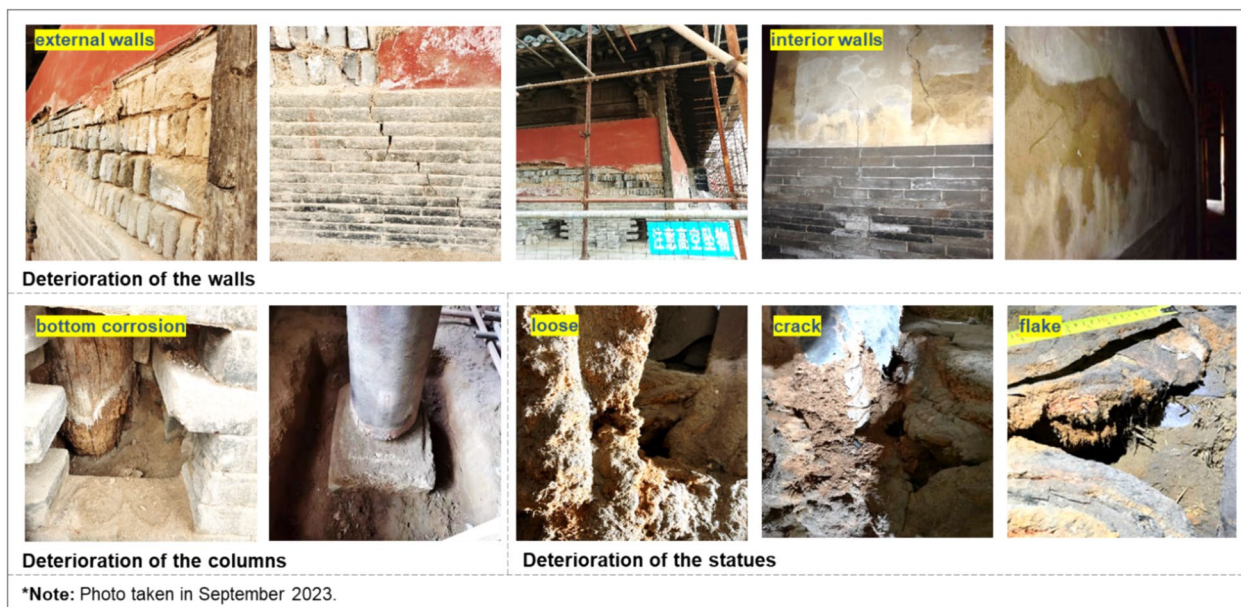 external walls
interior walls
注意高空坠物
Deterioration of the walls
bottom corrosion
loose
crack
flake
Deterioration of the columns
Deterioration of the statues
*Note: Photo taken in September 2023.